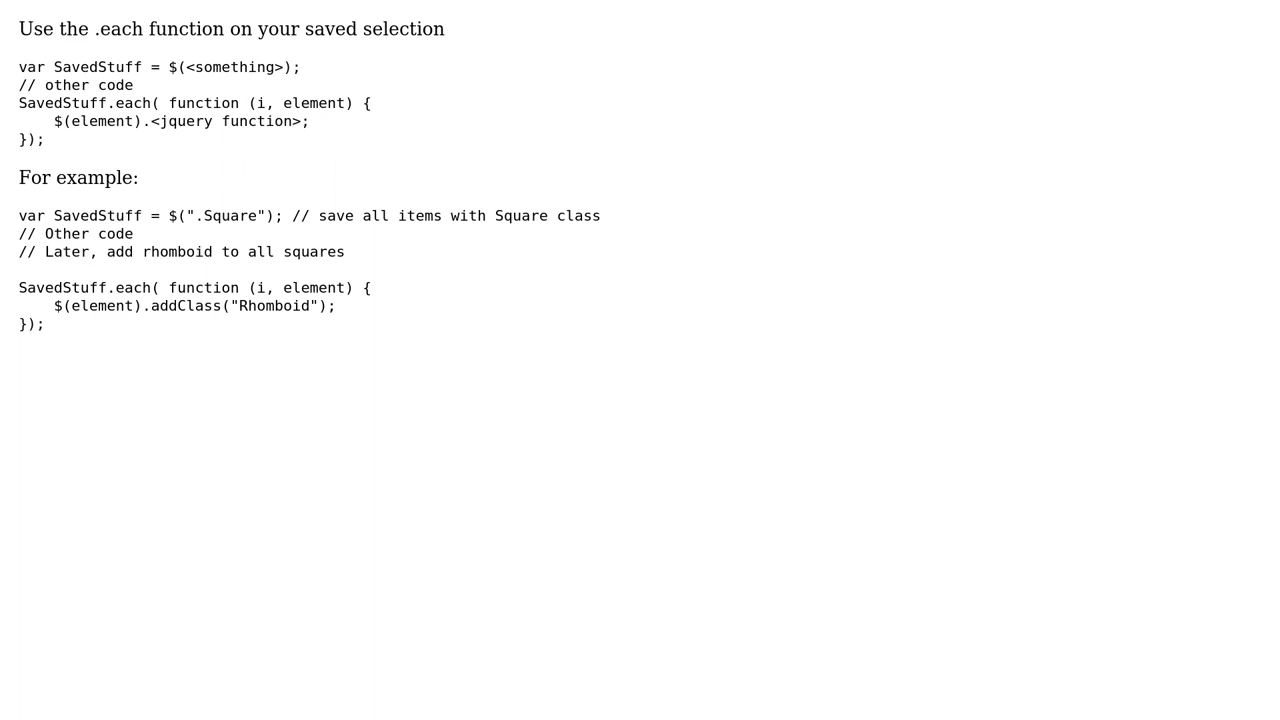 Use the .each function on your saved selection
var SavedStuff = $(<something>);
// other code
SavedStuff.each( function (i, element) {
    $(element).<jquery function>;
});
For example:
var SavedStuff = $(".Square"); // save all items with Square class
// Other code
// Later, add rhomboid to all squares
SavedStuff.each( function (i, element) {
    $(element).addClass("Rhomboid");
});